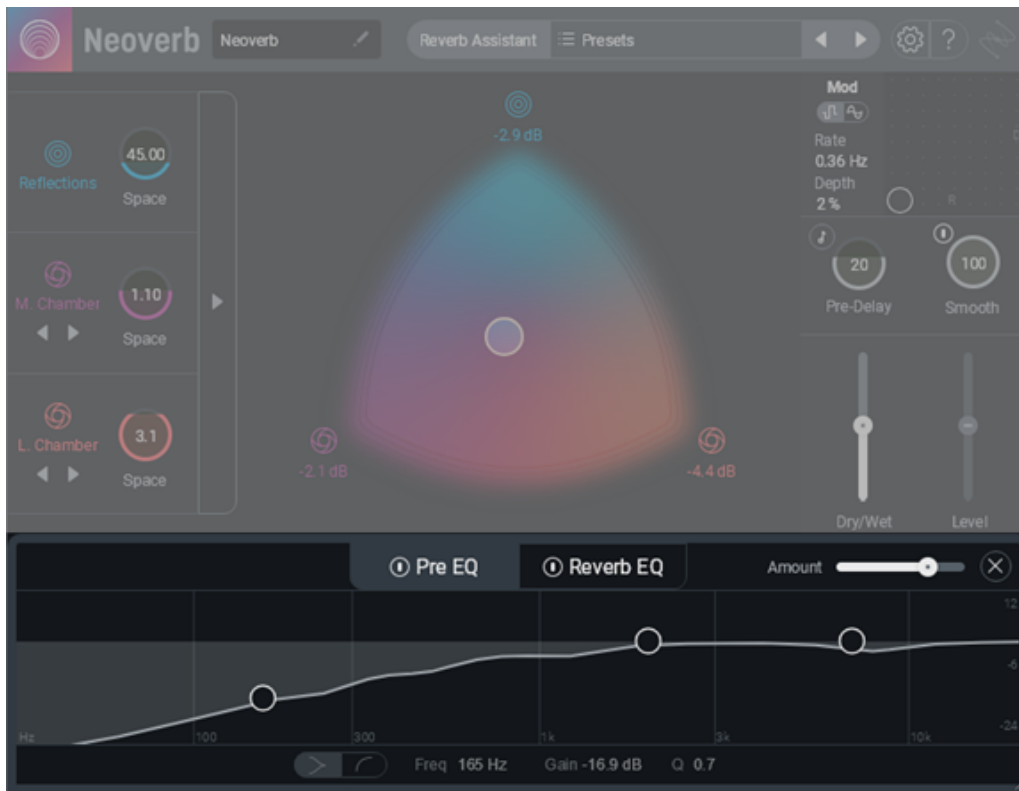 Neoverb
Neoverb
Reverb Assistant
Presets
?
Reflections
45.00
Space
M. Chamber
1.10
Space
L. Chamber
3.1
Space
-2.9 dB
-2.1 dB
-4.4 dB
Mod
Rate
0.36 Hz
Depth
2 %
R
20
Pre-Delay
100
Smooth
Dry/Wet
Level
Pre EQ
Reverb EQ
Amount
12
-6
-24
Hz
100
300
1k
3k
10k
Freq 165 Hz Gain -16.9 dB Q 0.7